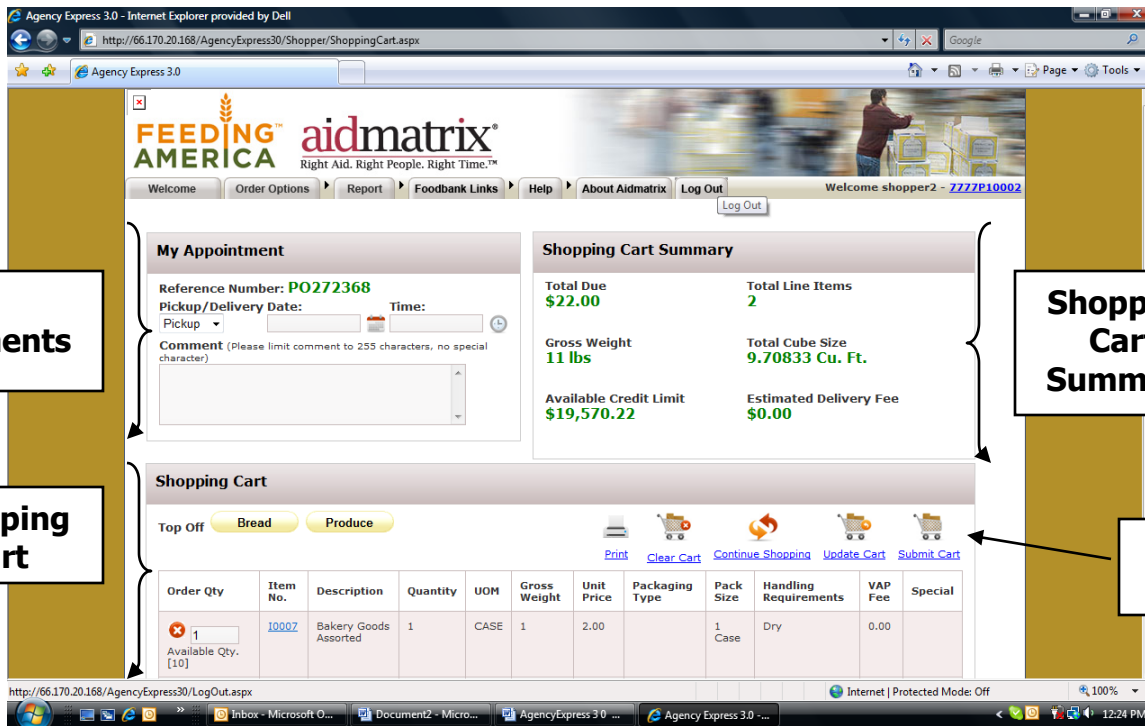 Agency Express 3.0 - Internet Explorer provided by Dell
http://66.170.20.168/AgencyExpress30/Shopper/ShoppingCart.aspx
Google
Agency Express 3.0
Page
Tools
FEEDING™
AMERICA
aidmatrix®
Right Aid. Right People. Right Time.™
Welcome Order Options Report Foodbank Links Help About Aidmatrix Log Out Welcome shopper2 - 7777P10002
Log Out
My Appointment
Reference Number: PO272368
Pickup/Delivery Date: Time:
Pickup
Comment (Please limit comment to 255 characters, no special
character)
Shopping Cart Summary
Total Due Total Line Items
$22.00 2
Gross Weight Total Cube Size
11 lbs 9.70833 Cu. Ft.
Available Credit Limit Estimated Delivery Fee
$19,570.22 $0.00
ents
Shopp
Car
Summ
ping
rt
Shopping Cart
Top Off Bread Produce
Print Clear Cart Continue Shopping Update Cart Submit Cart
Order Qty Item No. Description Quantity UOM Gross Weight Unit Price Packaging Type Pack Size Handling Requirements VAP Fee Special
1 I0007 Bakery Goods Assorted 1 CASE 1 2.00 1 Case Dry 0.00
Available Qty.
[10]
http://66.170.20.168/AgencyExpress30/LogOut.aspx Internet | Protected Mode: Off 100%
Inbox - Microsoft O... Document2 - Micro... AgencyExpress 3 0 ... Agency Express 3.0 -... 12:24 PM